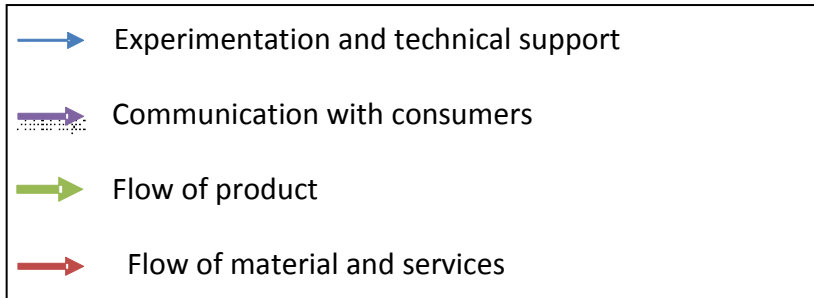 Experimentation and technical support
Communication with consumers
Flow of product
Flow of material and services